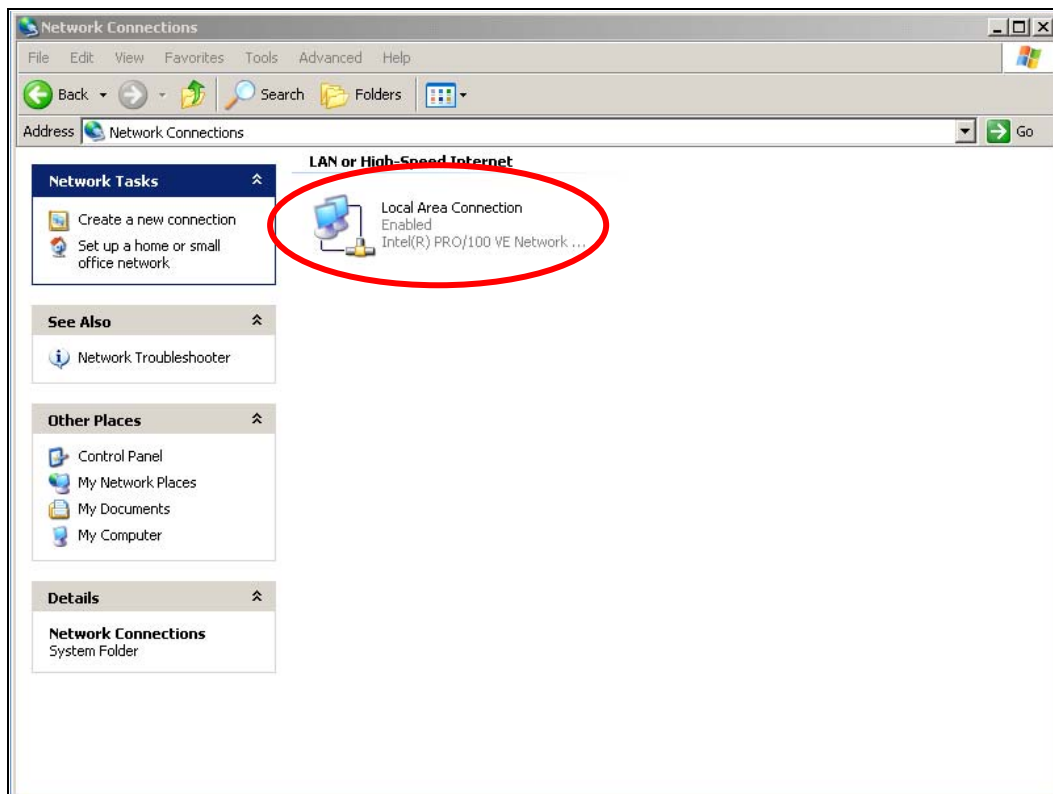 Network Connections
File Edit View Favorites Tools Advanced Help
Back Search Folders
Address Network Connections Go
Network Tasks
Create a new connection
Set up a home or small
office network
See Also
Network Troubleshooter
Other Places
Control Panel
My Network Places
My Documents
My Computer
Details
Network Connections
System Folder
LAN or High-Speed Internet
Local Area Connection
Enabled
Intel(R) PRO/100 VE Network ...